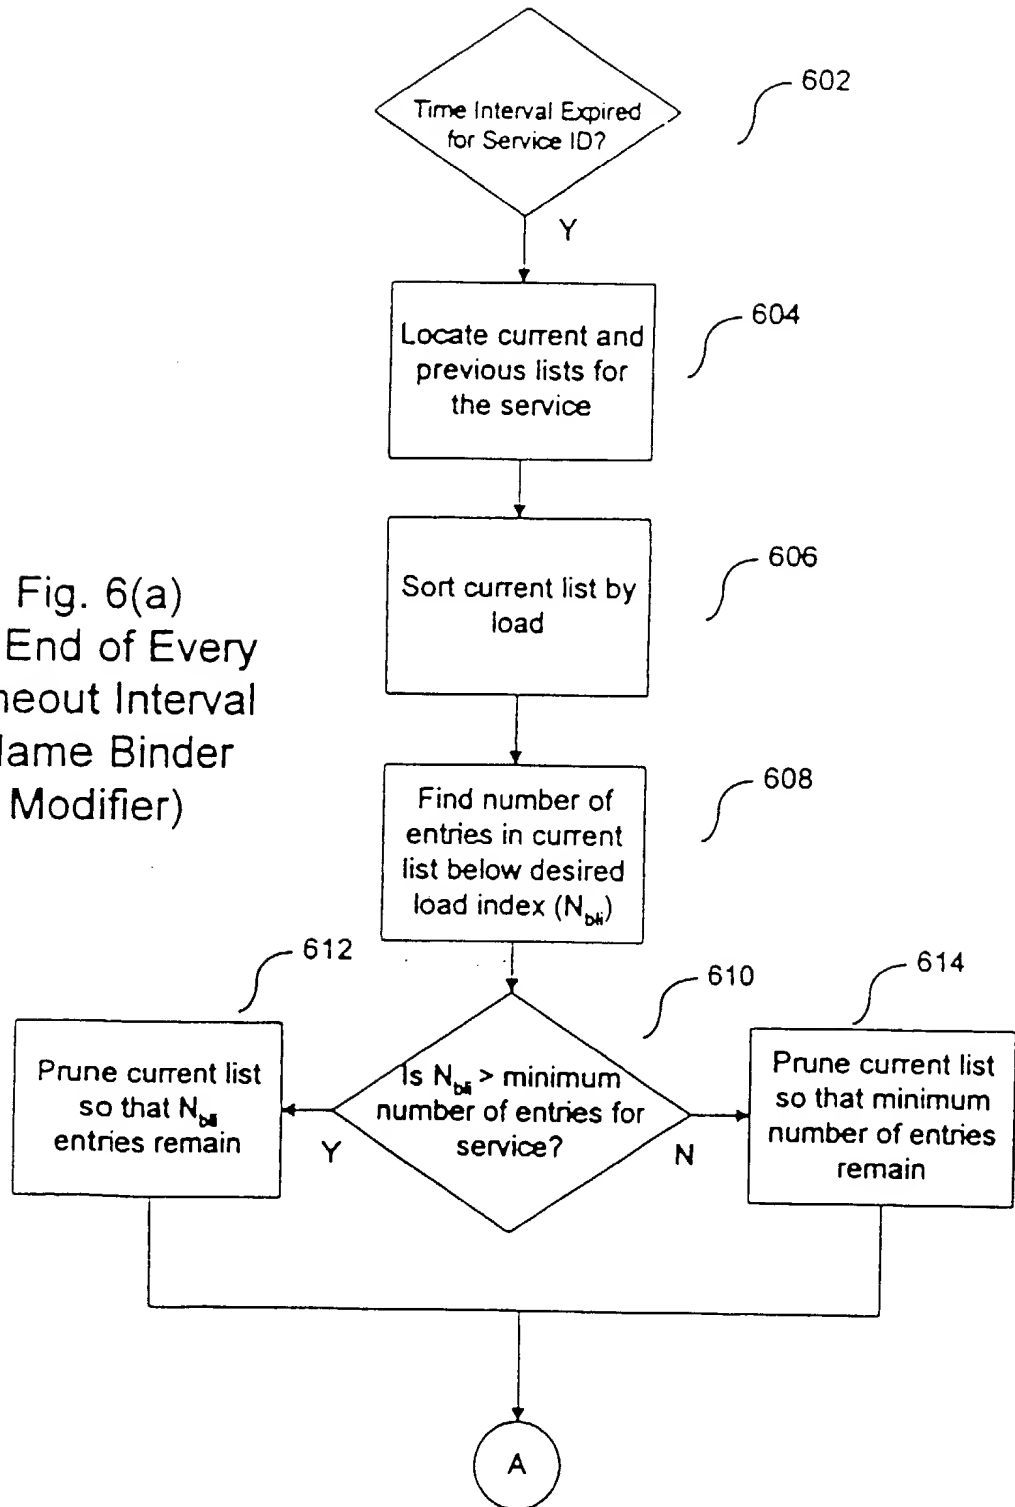 Time Interval Expired
for Service ID?
602
Y
Locate current and
previous lists for
the service
604
Sort current list by
load
606
Fig. 6(a)
End of Every
neout Interval
lame Binder
Modifier)
Find number of
entries in current
list below desired
load index (Nbli)
608
612
610
614
Prune current list
so that Nbli
entries remain
Is Nbli > minimum
number of entries for
service?
Y
N
Prune current list
so that minimum
number of entries
remain
A